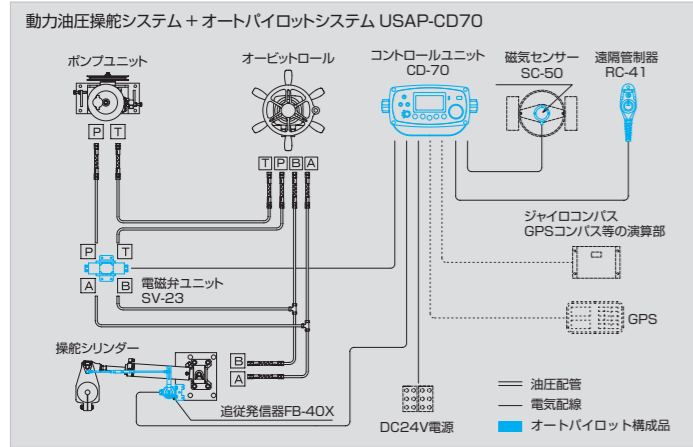 動力油圧操舵システム + オートパイロットシステム USAP-CD70
ポンプユニット
オービットロール
コントロールユニット
CD-70
磁気センサー
SC-50
遠隔管制器
RC-41
P T
T P B A
ジャイロコンパス
GPSコンパス等の演算部
P T
A B
電磁弁ユニット
SV-23
GPS
操舵シリンダー
B
A
追従発信器FB-40X
DC24V電源
油圧配管
電気配線
オートパイロット構成品